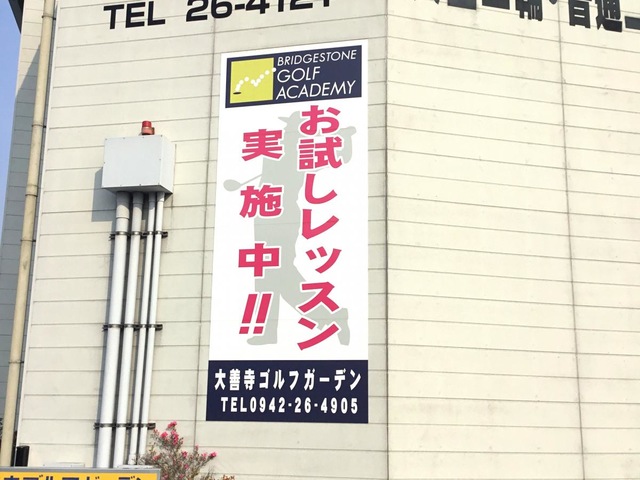 TEL 26-4121
BRIDGESTONE
GOLF
ACADEMY
お試しレッスン
実施中!!
大善寺ゴルフガーデン
TEL0942-26-4905